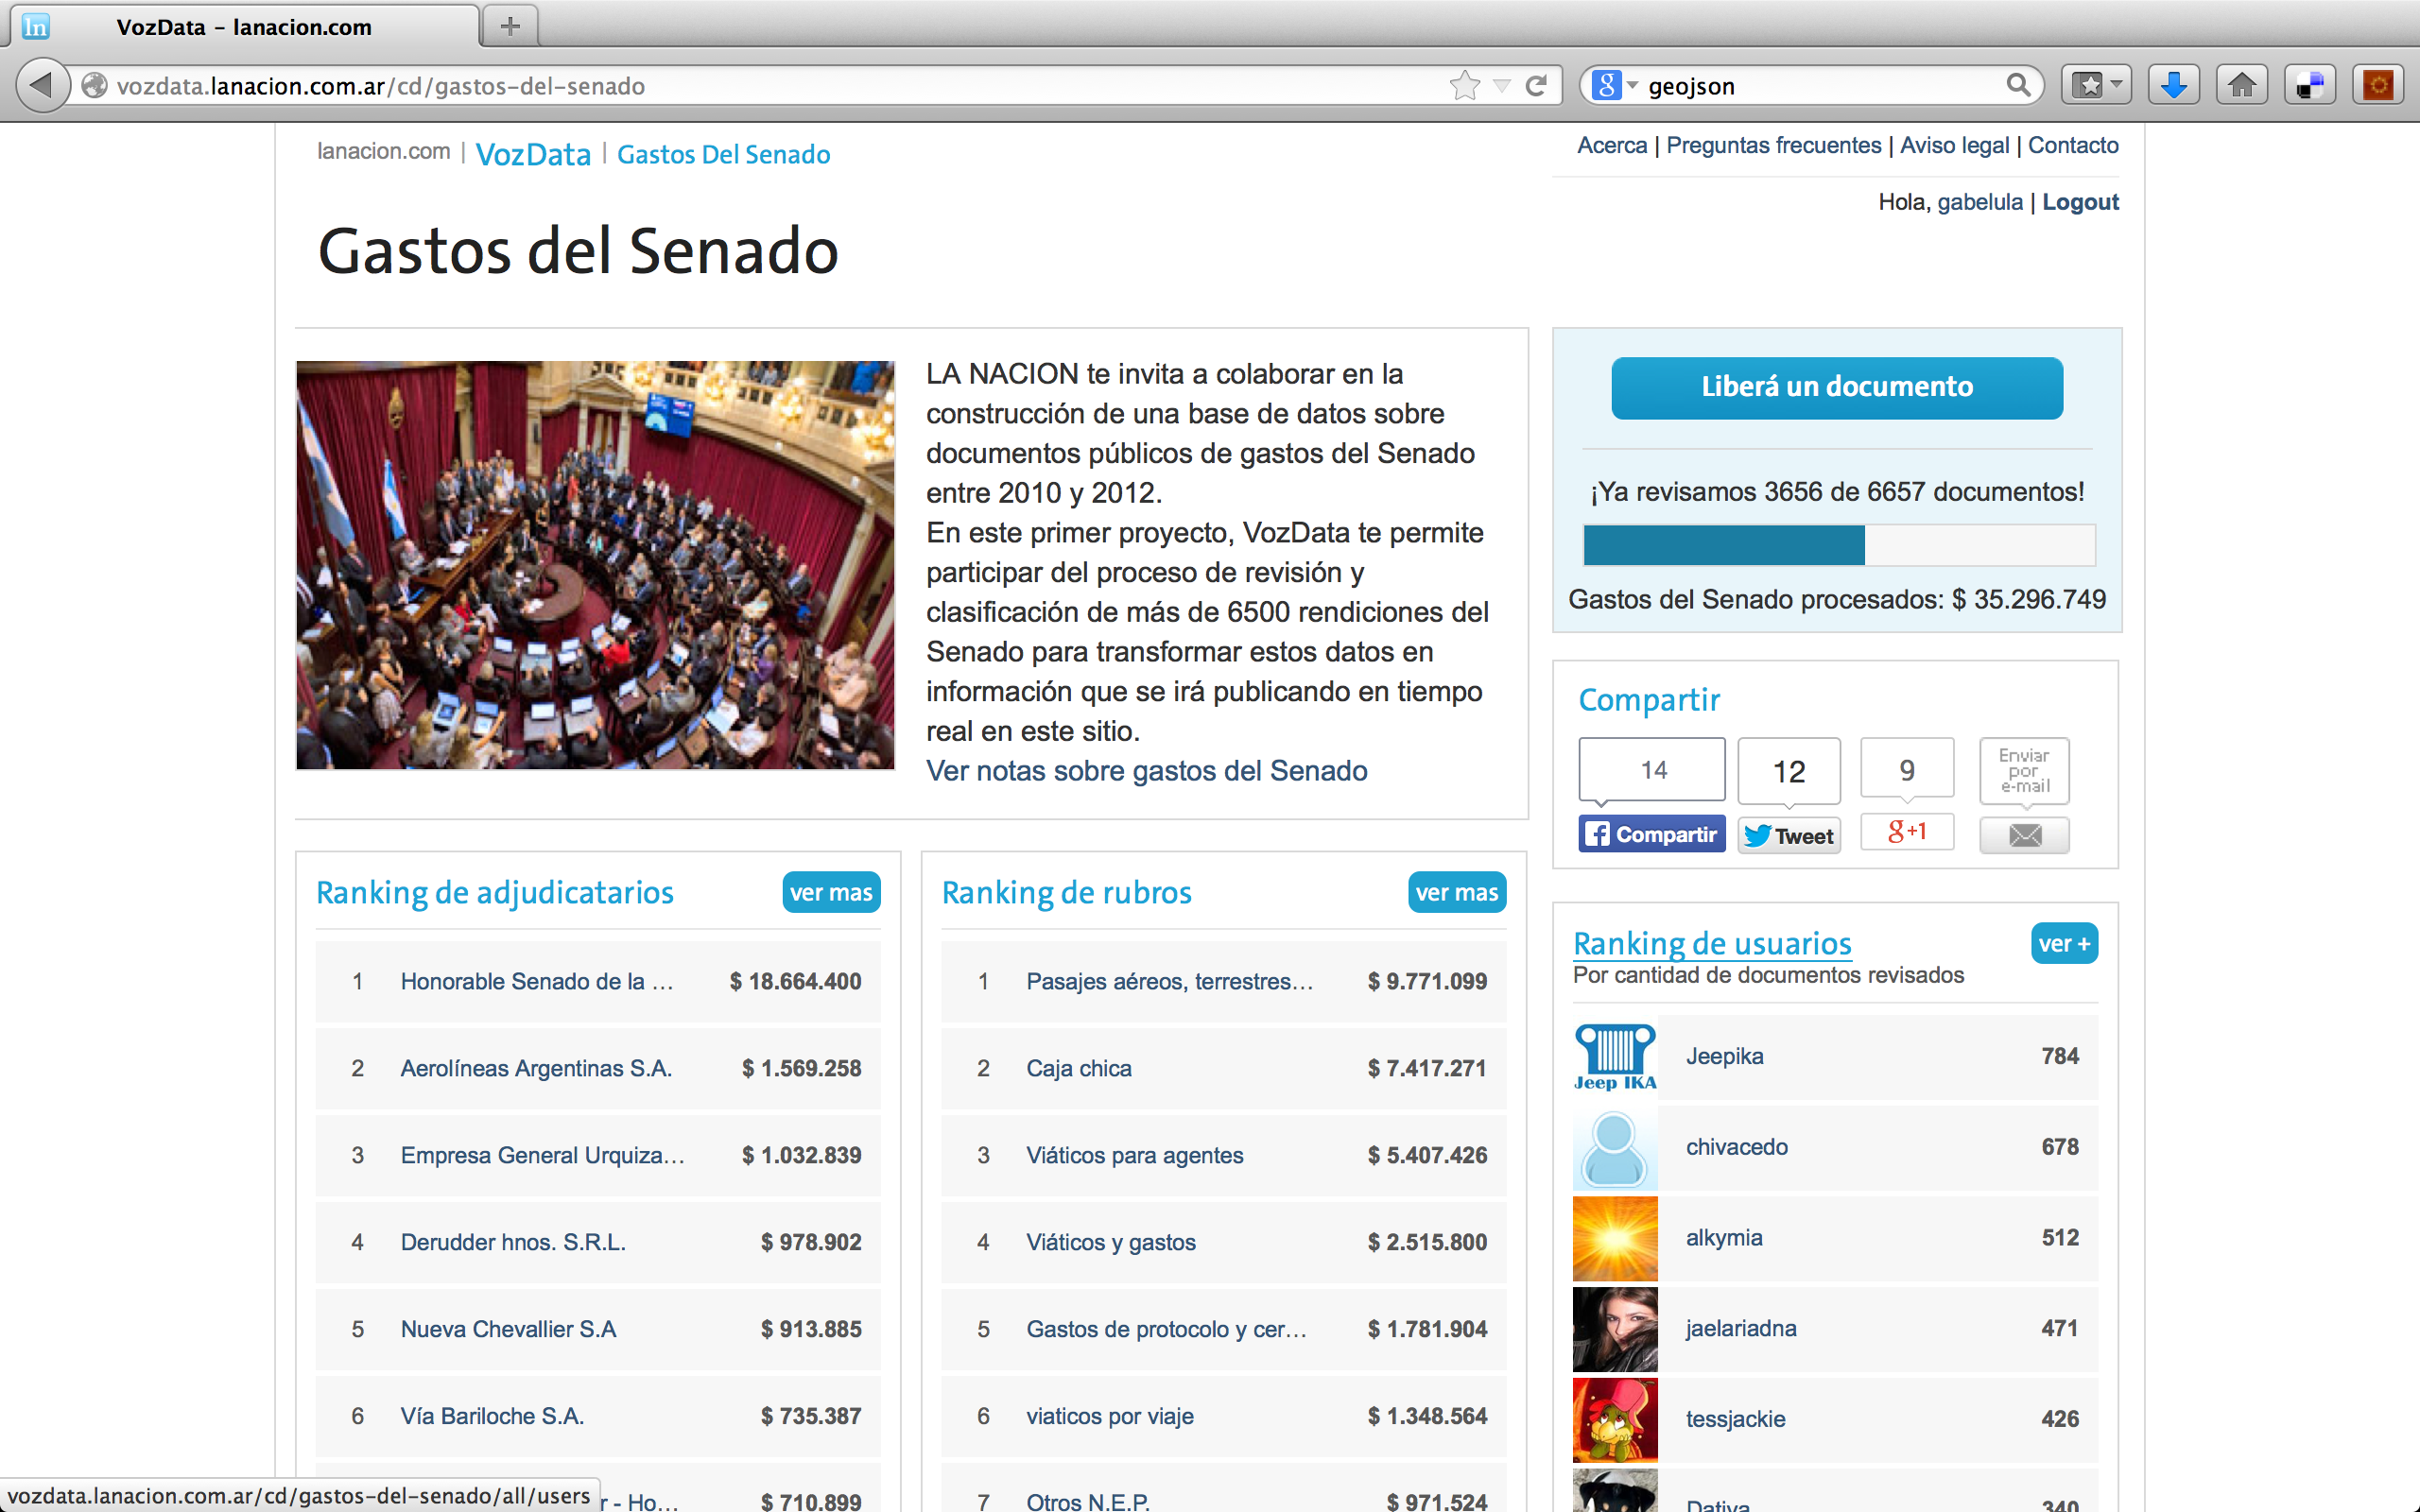 VozData – lanacion.com
vozdata.lanacion.com.ar/cd/gastos-del-senado
geojson
lanacion.com | VozData | Gastos Del Senado
Acerca | Preguntas frecuentes | Aviso legal | Contacto
Hola, gabelula | Logout
Gastos del Senado
LA NACION te invita a colaborar en la
construcción de una base de datos sobre
documentos públicos de gastos del Senado
entre 2010 y 2012.
En este primer proyecto, VozData te permite
participar del proceso de revisión y
clasificación de más de 6500 rendiciones del
Senado para transformar estos datos en
información que se irá publicando en tiempo
real en este sitio.
Ver notas sobre gastos del Senado
Liberá un documento
¡Ya revisamos 3656 de 6657 documentos!
Gastos del Senado procesados: $ 35.296.749
Compartir
14
12
9
Enviar
por
e-mail
Compartir
Tweet
g+1
Ranking de adjudicatarios
ver mas
1 Honorable Senado de la ... $ 18.664.400
2 Aerolíneas Argentinas S.A. $ 1.569.258
3 Empresa General Urquiza... $ 1.032.839
4 Derudder hnos. S.R.L. $ 978.902
5 Nueva Chevallier S.A $ 913.885
6 Vía Bariloche S.A. $ 735.387
r - Ho... $ 710.899
Ranking de rubros
ver mas
1 Pasajes aéreos, terrestres... $ 9.771.099
2 Caja chica $ 7.417.271
3 Viáticos para agentes $ 5.407.426
4 Viáticos y gastos $ 2.515.800
5 Gastos de protocolo y cer... $ 1.781.904
6 viaticos por viaje $ 1.348.564
7 Otros N.E.P. $ 971.524
Ranking de usuarios
ver +
Por cantidad de documentos revisados
Jeep IKA
Jeepika 784
chivacedo 678
alkymia 512
jaelariadna 471
tessjackie 426
Dativa 340
vozdata.lanacion.com.ar/cd/gastos-del-senado/all/users